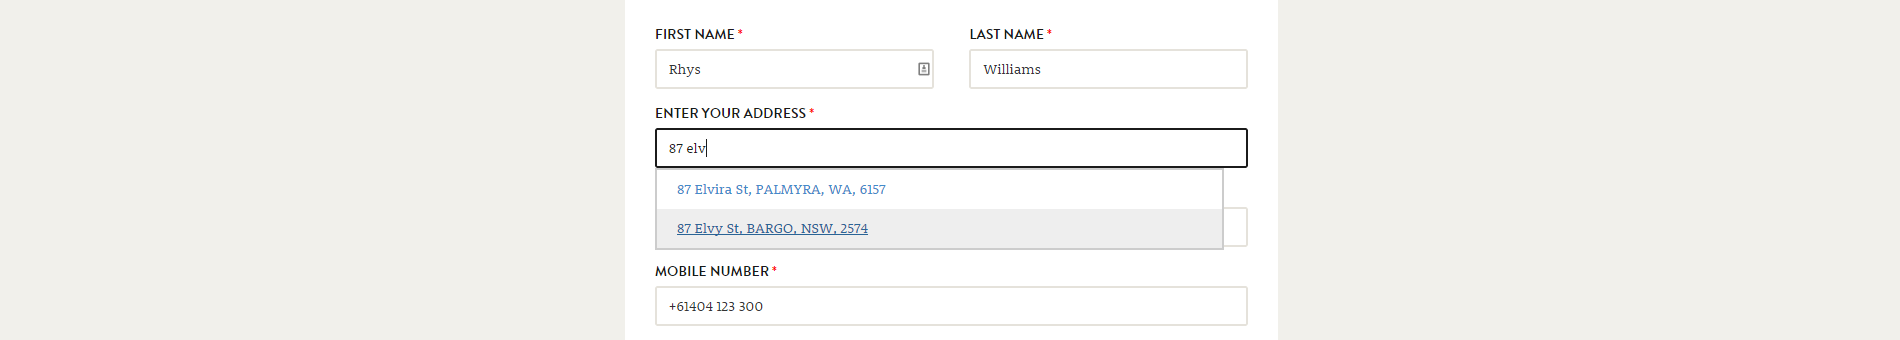 FIRST NAME * LAST NAME *
Rhys Williams
ENTER YOUR ADDRESS *
87 elv
87 Elvira St, PALMYRA, WA, 6157
87 Elvy St, BARGO, NSW, 2574
MOBILE NUMBER *
+61404 123 300